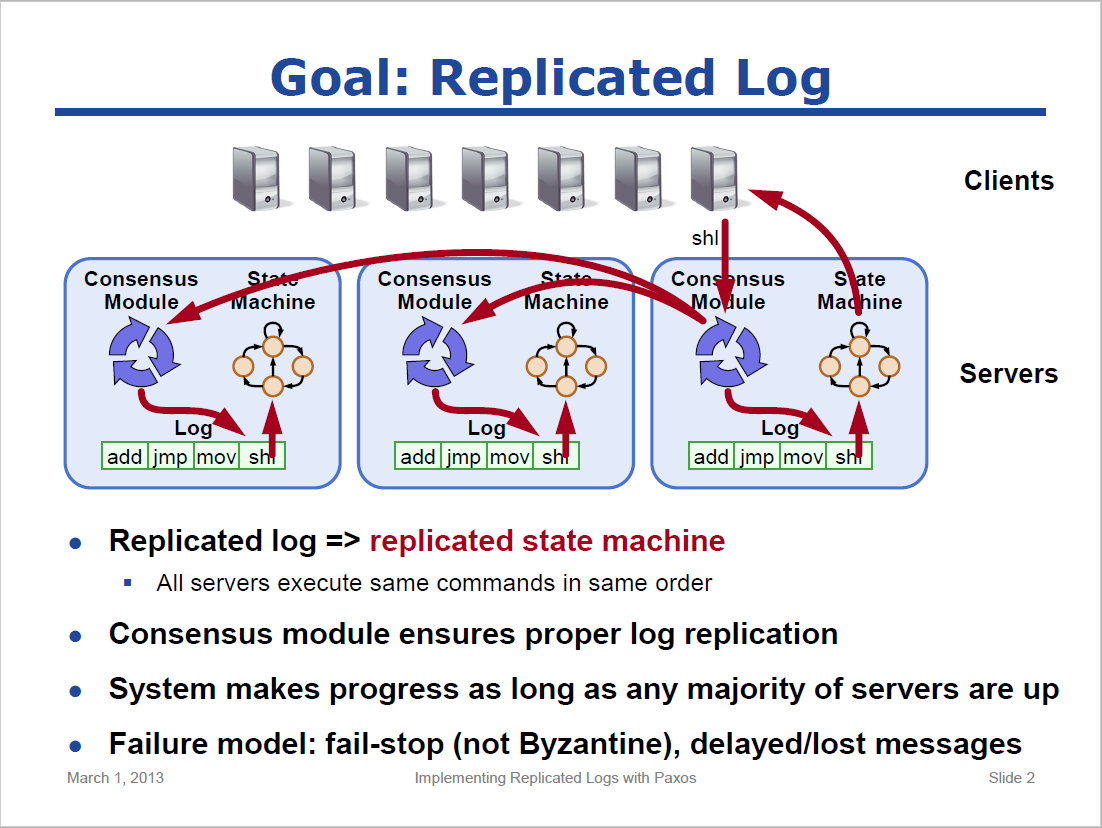 Goal: Replicated Log
Clients
shl
Consensus Module
State Machine
Consensus Module
State Machine
Consensus Module
State Machine
Servers
Log
Log
Log
add jmp mov shl
add jmp mov shl
add jmp mov shl
Replicated log => replicated state machine
All servers execute same commands in same order
Consensus module ensures proper log replication
System makes progress as long as any majority of servers are up
Failure model: fail-stop (not Byzantine), delayed/lost messages
March 1, 2013
Implementing Replicated Logs with Paxos
Slide 2